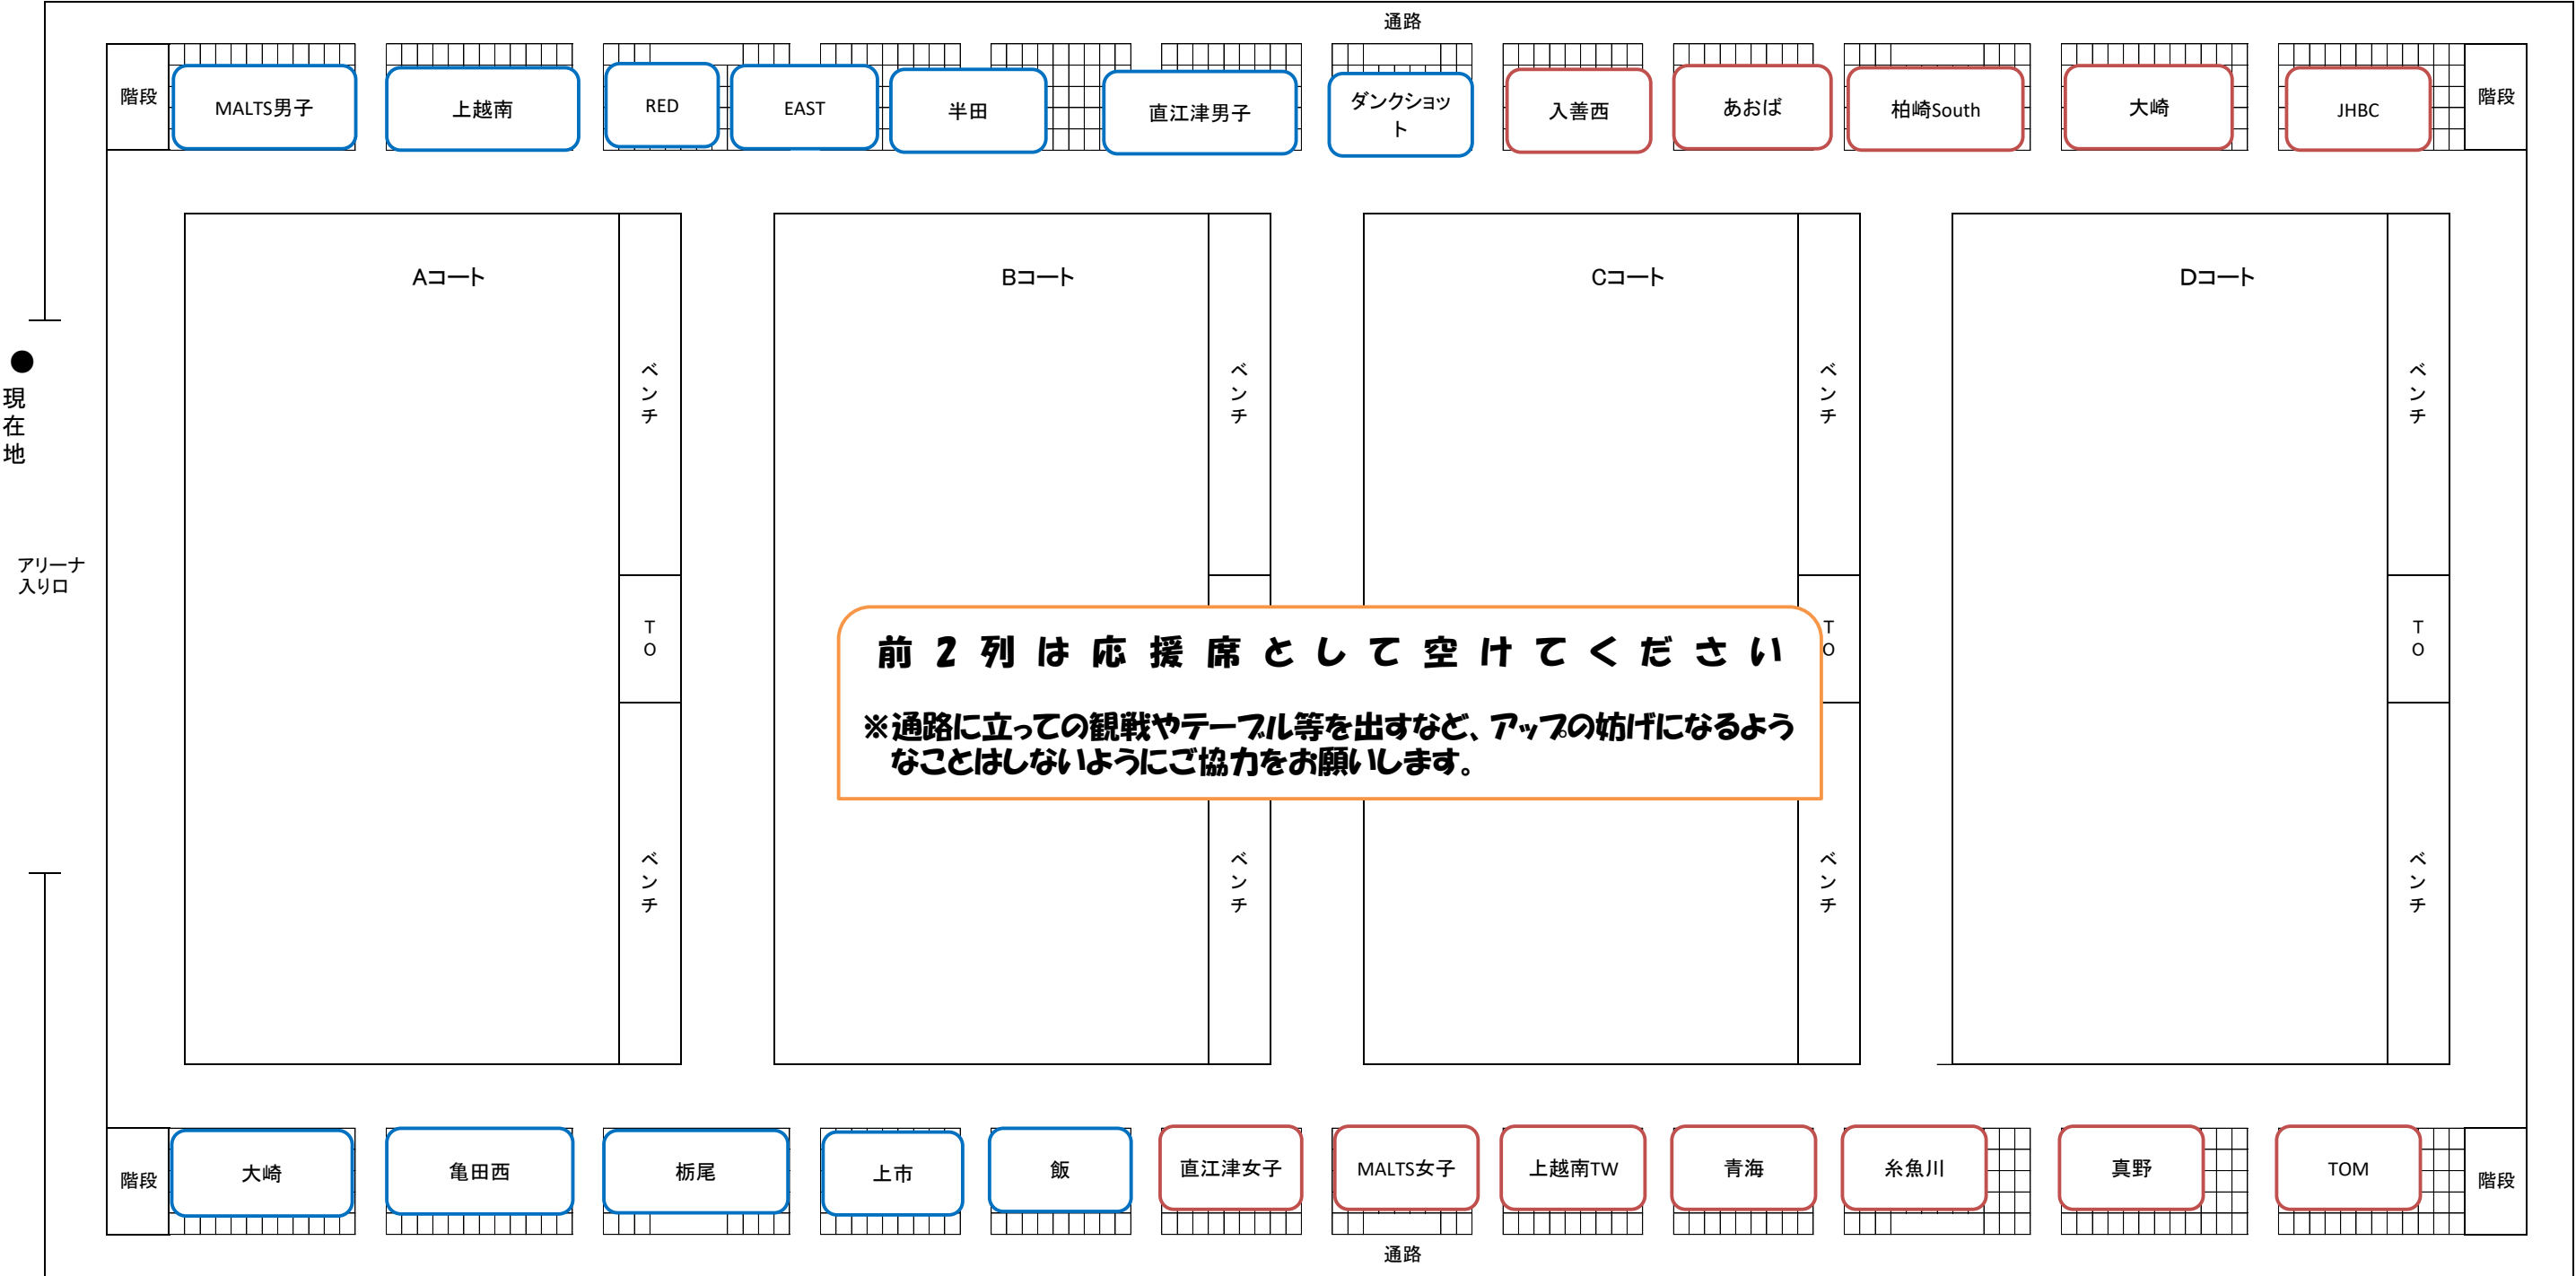 通路
階段
MALTS男子
上越南
RED
EAST
半田
直江津男子
ダンクショッ
ト
入善西
あおば
柏崎South
大崎
JHBC
階段
Aコート
Bコート
Cコート
Dコート
ベンチ
ベンチ
ベンチ
ベンチ
現在地
アリーナ
入り口
TO
TO
TO
前2列は応援席として空けてください
※通路に立っての観戦やテーブル等を出すなど、アップの妨げになるよう
なことはしないようにご協力をお願いします。
ベンチ
ベンチ
ベンチ
ベンチ
階段
大崎
亀田西
栃尾
上市
飯
直江津女子
MALTS女子
上越南TW
青海
糸魚川
真野
TOM
階段
通路